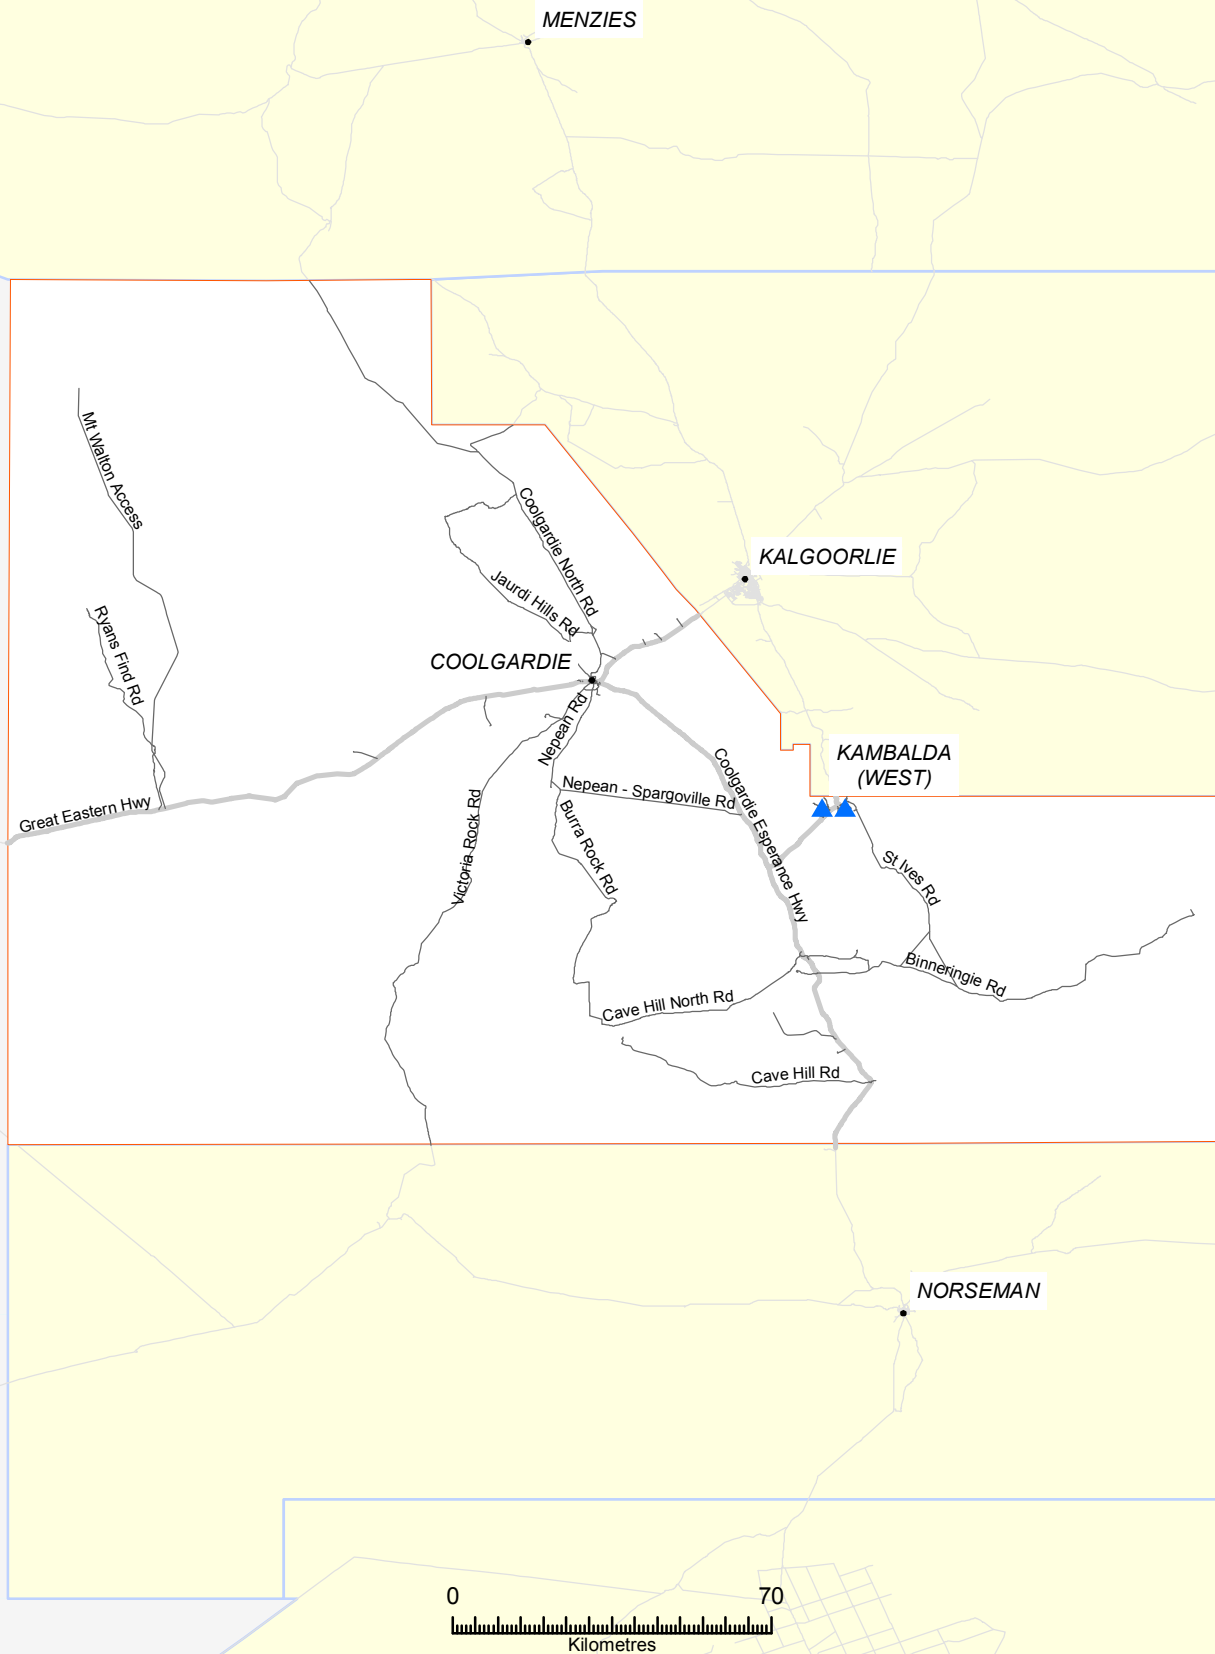 MENZIES
Mt Walton Access
Coolgardie North Rd
KALGOORLIE
Jaurdi Hills Rd
Ryans Find Rd
COOLGARDIE
Nepean Rd
KAMBALDA
(WEST)
Coolgardie Esperance Hwy
Nepean - Spargoville Rd
Great Eastern Hwy
Victoria Rock Rd
Burra Rock Rd
St Ives Rd
Binneringie Rd
Cave Hill North Rd
Cave Hill Rd
NORSEMAN
0 70
Kilometres